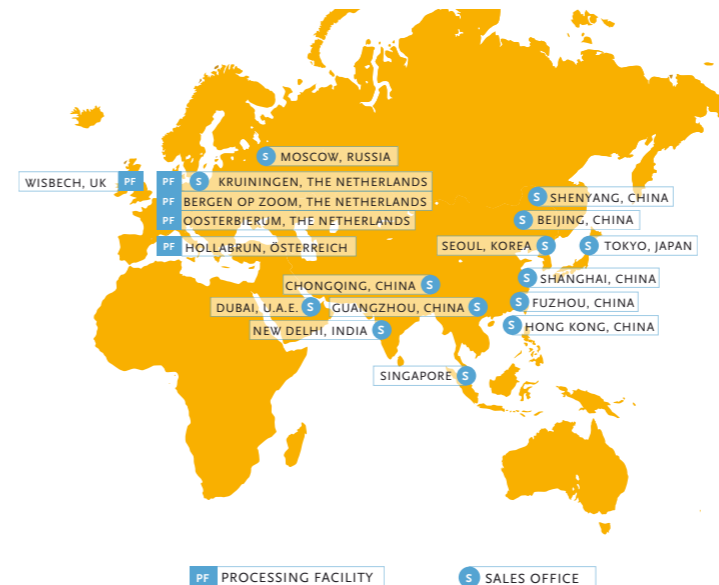 S MOSCOW, RUSSIA
WISBECH, UK PF
PF S KRUININGEN, THE NETHERLANDS
PF BERGEN OP ZOOM, THE NETHERLANDS
PF OOSTERBIERUM, THE NETHERLANDS
PF HOLLABRUN, ÖSTERREICH
S SHENYANG, CHINA
S BEIJING, CHINA
SEOUL, KOREA S
S TOKYO, JAPAN
CHONGQING, CHINA S
S SHANGHAI, CHINA
DUBAI, U.A.E. S
GUANGZHOU, CHINA S
S FUZHOU, CHINA
NEW DELHI, INDIA S
S HONG KONG, CHINA
SINGAPORE S
PF PROCESSING FACILITY
S SALES OFFICE